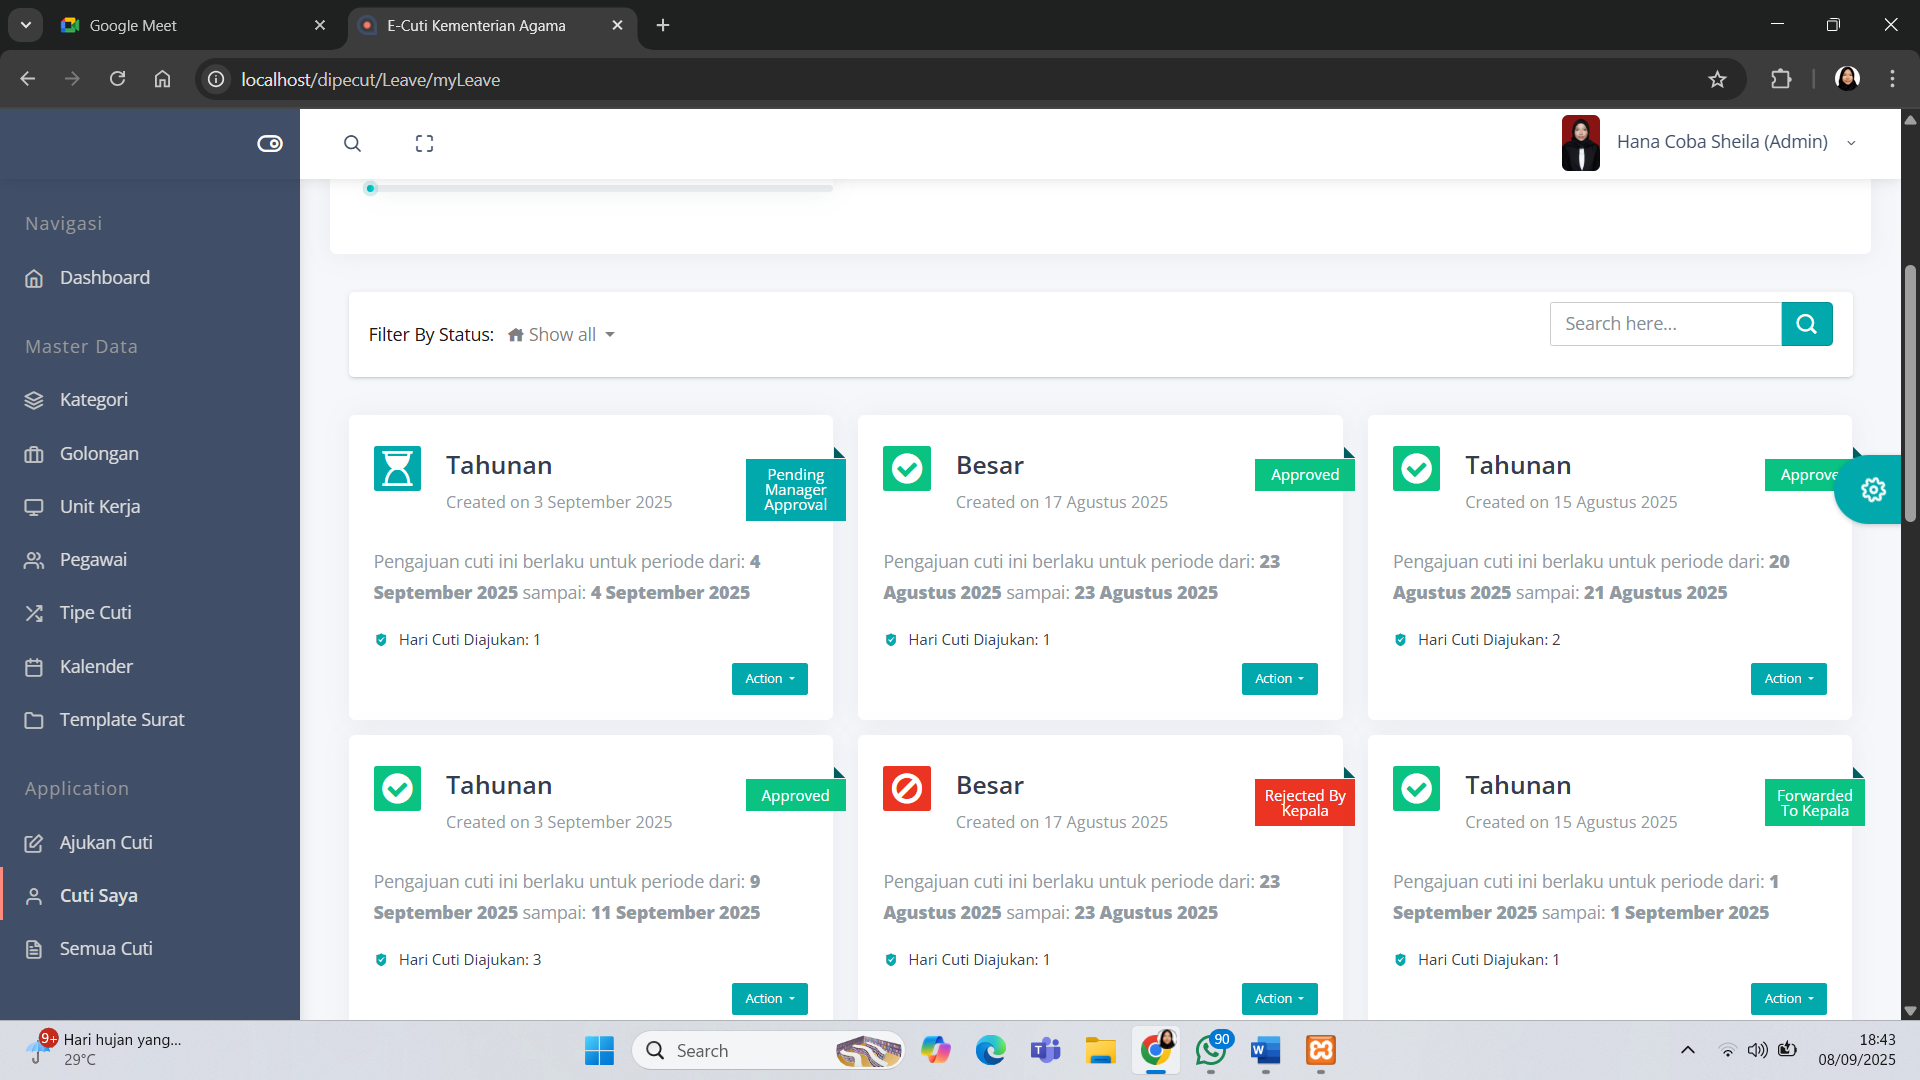 Google Meet
E-Cuti Kementerian Agama
localhost/dipecut/Leave/myLeave
Hana Coba Sheila (Admin)
Navigasi
Dashboard
Master Data
Kategori
Golongan
Unit Kerja
Pegawai
Tipe Cuti
Kalender
Template Surat
Application
Ajukan Cuti
Cuti Saya
Semua Cuti
Filter By Status: Show all
Search here...
Tahunan
Created on 3 September 2025
Pending
Manager
Approval
Pengajuan cuti ini berlaku untuk periode dari: 4
September 2025 sampai: 4 September 2025
Hari Cuti Diajukan: 1
Action
Besar
Created on 17 Agustus 2025
Approved
Pengajuan cuti ini berlaku untuk periode dari: 23
Agustus 2025 sampai: 23 Agustus 2025
Hari Cuti Diajukan: 1
Action
Tahunan
Created on 15 Agustus 2025
Approve
Pengajuan cuti ini berlaku untuk periode dari: 20
Agustus 2025 sampai: 21 Agustus 2025
Hari Cuti Diajukan: 2
Action
Tahunan
Created on 3 September 2025
Approved
Pengajuan cuti ini berlaku untuk periode dari: 9
September 2025 sampai: 11 September 2025
Hari Cuti Diajukan: 3
Action
Besar
Created on 17 Agustus 2025
Rejected By
Kepala
Pengajuan cuti ini berlaku untuk periode dari: 23
Agustus 2025 sampai: 23 Agustus 2025
Hari Cuti Diajukan: 1
Action
Tahunan
Created on 15 Agustus 2025
Forwarded
To Kepala
Pengajuan cuti ini berlaku untuk periode dari: 1
September 2025 sampai: 1 September 2025
Hari Cuti Diajukan: 1
Action
9+
Hari hujan yang...
29°C
Search
90
18:43
08/09/2025